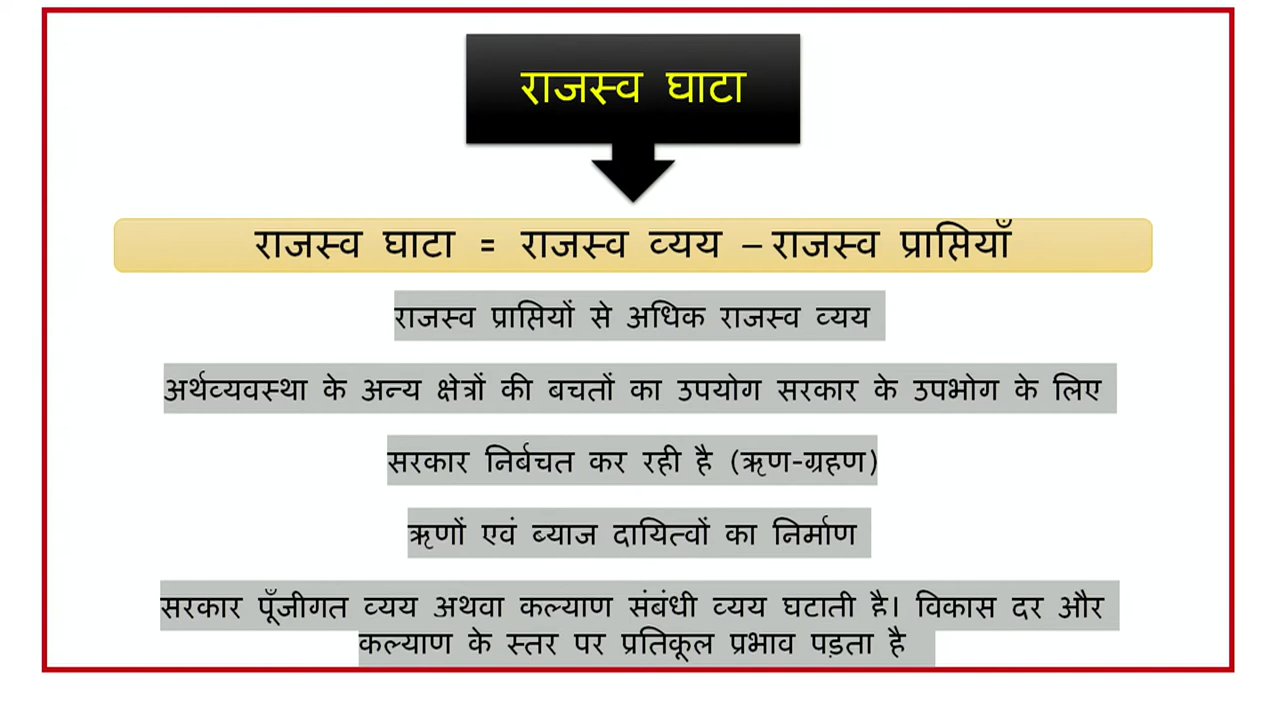 राजस्व घाटा
राजस्व घाटा = राजस्व व्यय – राजस्व प्राप्तियाँ
राजस्व प्राप्तियों से अधिक राजस्व व्यय
अर्थव्यवस्था के अन्य क्षेत्रों की बचतों का उपयोग सरकार के उपभोग के लिए
सरकार निर्बचत कर रही है (ऋण-ग्रहण)
ऋणों एवं ब्याज दायित्वों का निर्माण
सरकार पूँजीगत व्यय अथवा कल्याण संबंधी व्यय घटाती है। विकास दर और
कल्याण के स्तर पर प्रतिकूल प्रभाव पड़ता है